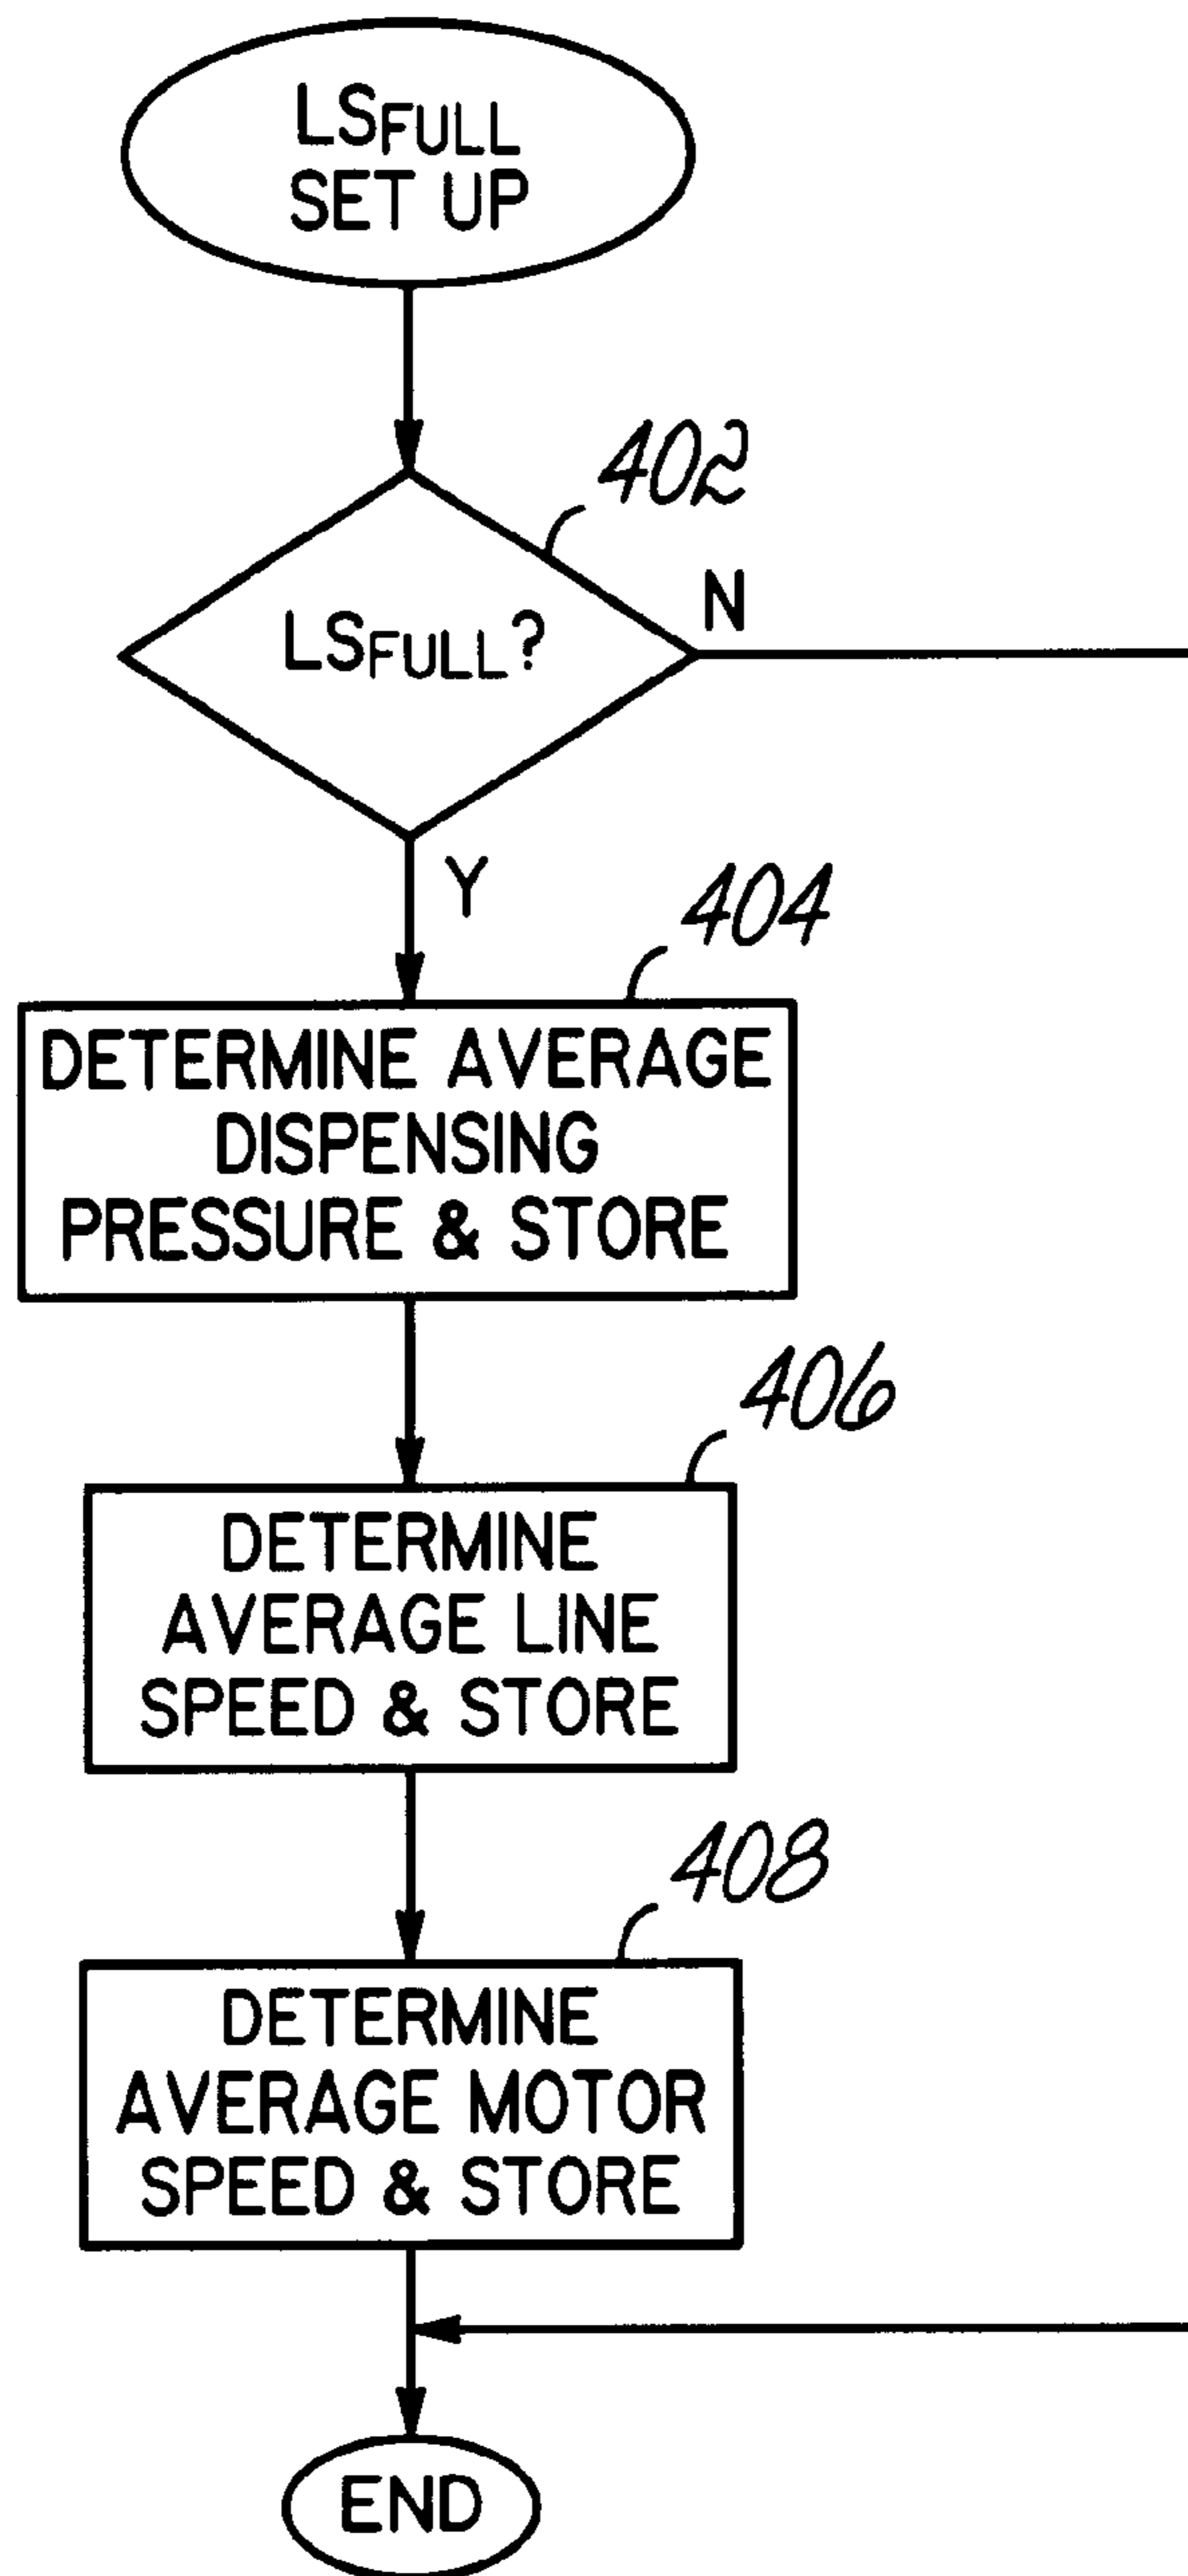 LSFULL
SET UP
402
LSFULL?
N
Y
404
DETERMINE AVERAGE
DISPENSING
PRESSURE & STORE
406
DETERMINE
AVERAGE LINE
SPEED & STORE
408
DETERMINE
AVERAGE MOTOR
SPEED & STORE
END